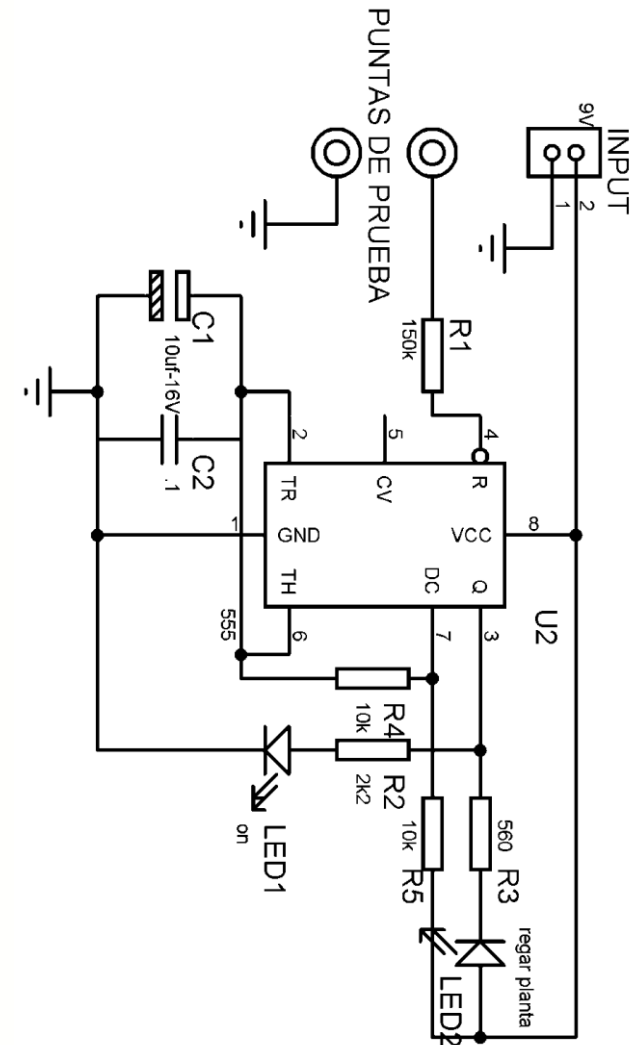 INPUT
9V
1
2
PUNTAS DE PRUEBA
R1
150k
C1
10uf-16V
C2
.1
2
5
4
TR
CV
R
1
GND
VCC
8
TH
DC
Q
555
6
7
3
U2
R4
10k
R2
2k2
10k
R5
560
R3
LED1
on
LED2
regar planta